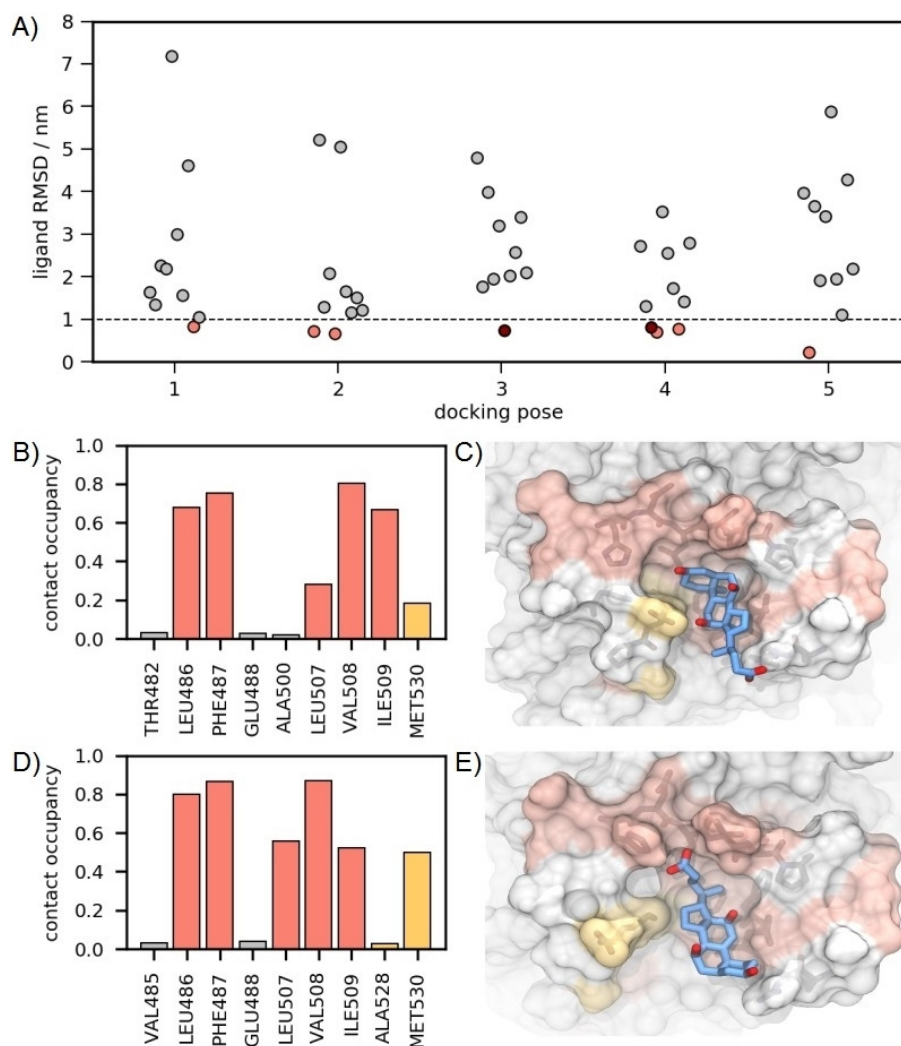 A)
8
7
6
5
4
3
2
1
0
ligand RMSD / nm
1 2 3 4 5
docking pose
B)
1.0
0.8
0.6
0.4
0.2
0.0
contact occupancy
THR482
LEU486
PHE487
GLU488
ALA500
LEU507
VAL508
ILE509
MET530
C)
D)
1.0
0.8
0.6
0.4
0.2
0.0
contact occupancy
VAL485
LEU486
PHE487
GLU488
LEU507
VAL508
ILE509
ALA528
MET530
E)